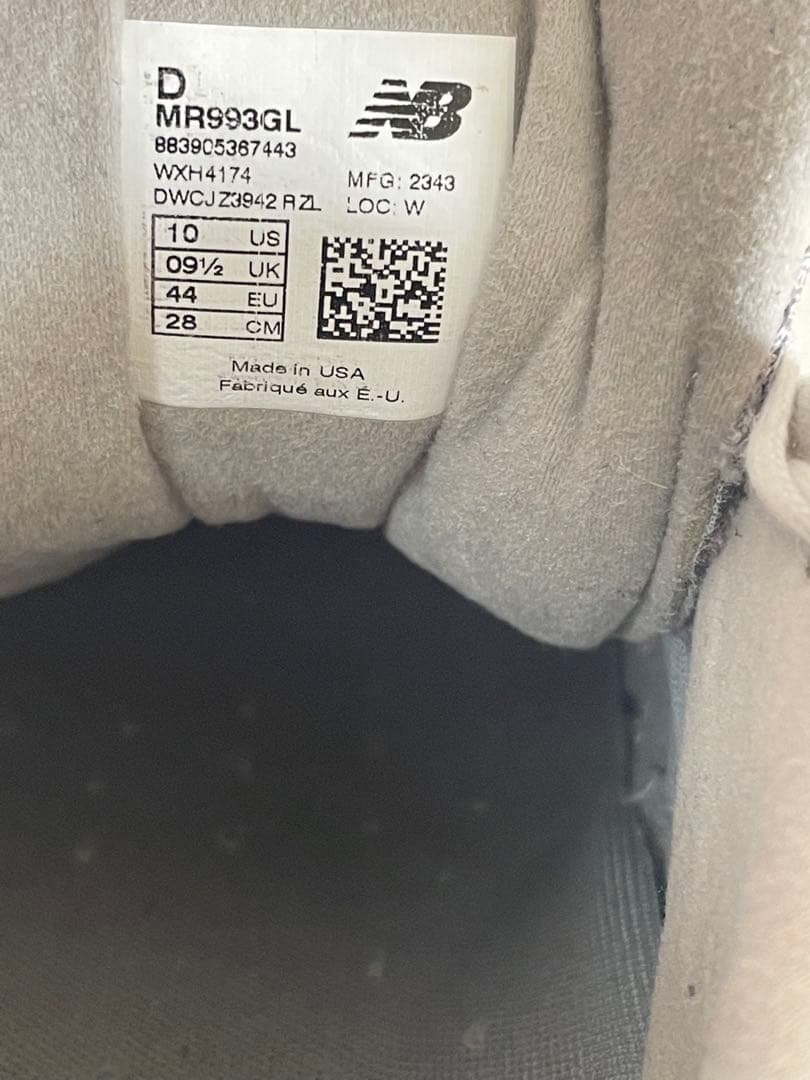 D
MR993GL
883905367443
WXH4174
DWCJZ3942 RZL
NB
MFG: 2343
LOC: W
10 US
09½ UK
44 EU
28 CM
Made in USA
Fabriqué aux É.-U.